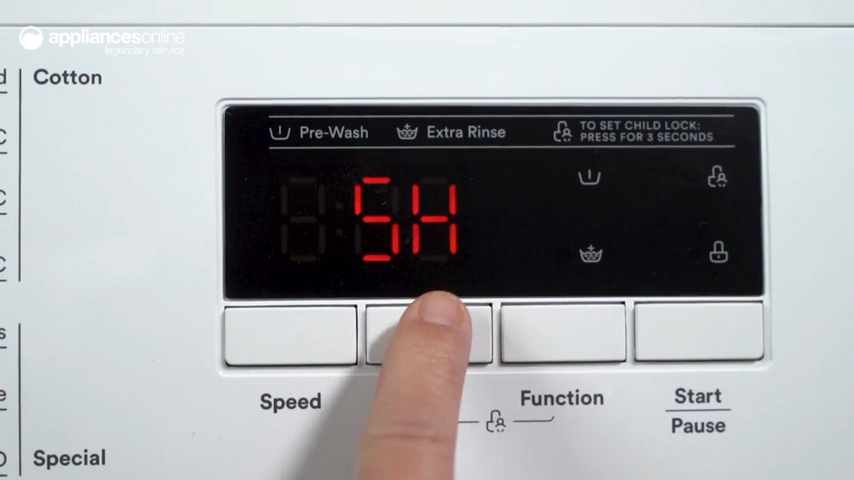 appliancesonline
legendary service
Cotton
Pre-Wash
Extra Rinse
TO SET CHILD LOCK:
PRESS FOR 3 SECONDS
5H
Speed
Function
Start
Pause
Special